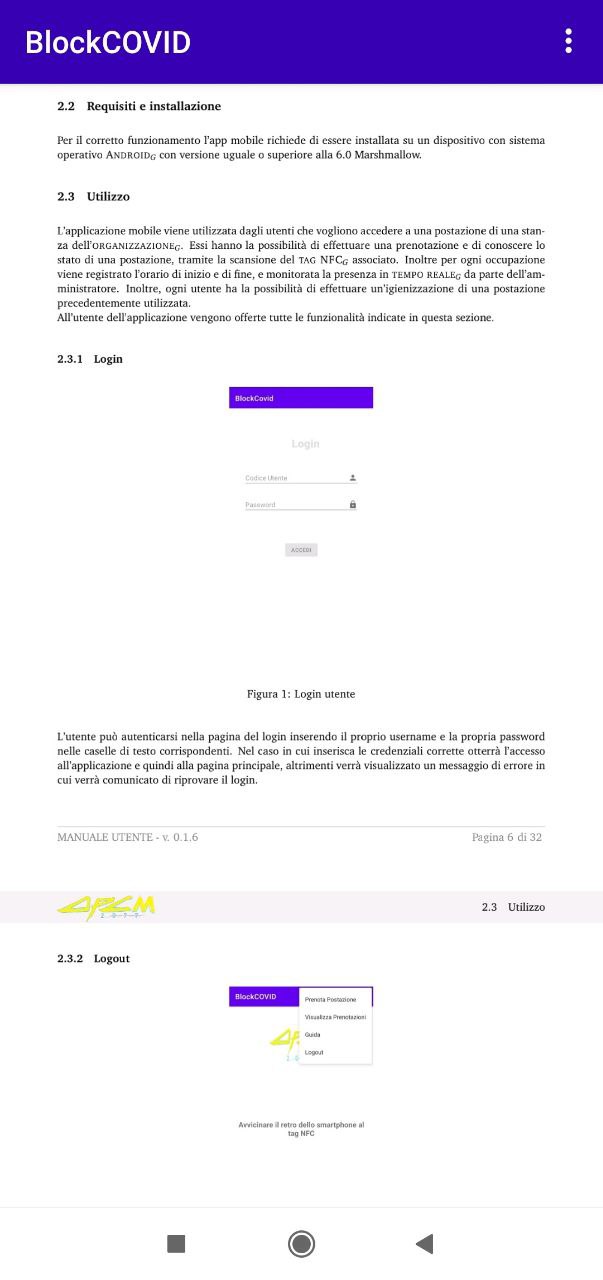 BlockCOVID
2.2 Requisiti e installazione
Per il corretto funzionamento l'app mobile richiede di essere installata su un dispositivo con sistema
operativo ANDROIDG con versione uguale o superiore alla 6.0 Marshmallow.
2.3 Utilizzo
L'applicazione mobile viene utilizzata dagli utenti che vogliono accedere a una postazione di una stan-
za dell'ORGANIZZAZIONEG. Essi hanno la possibilità di effettuare una prenotazione e di conoscere lo
stato di una postazione, tramite la scansione del TAG NFCG associato. Inoltre per ogni occupazione
viene registrato l'orario di inizio e di fine, e monitorata la presenza in TEMPO REALEG da parte dell'am-
ministratore. Inoltre, ogni utente ha la possibilità di effettuare un'igienizzazione di una postazione
precedentemente utilizzata.
All'utente dell'applicazione vengono offerte tutte le funzionalità indicate in questa sezione.
2.3.1 Login
BlockCovid
Login
Codice Utente
Password
ACCEDI
Figura 1: Login utente
L'utente può autenticarsi nella pagina del login inserendo il proprio username e la propria password
nelle caselle di testo corrispondenti. Nel caso in cui inserisca le credenziali corrette otterrà l'accesso
all'applicazione e quindi alla pagina principale, altrimenti verrà visualizzato un messaggio di errore in
cui verrà comunicato di riprovare il login.
MANUALE UTENTE - v. 0.1.6 Pagina 6 di 32
APCM 2.3 Utilizzo
2077
2.3.2 Logout
BlockCOVID
Prenota Postazione
Visualizza Prenotazioni
Guida
Logout
Avvicinare il retro dello smartphone al
tag NFC